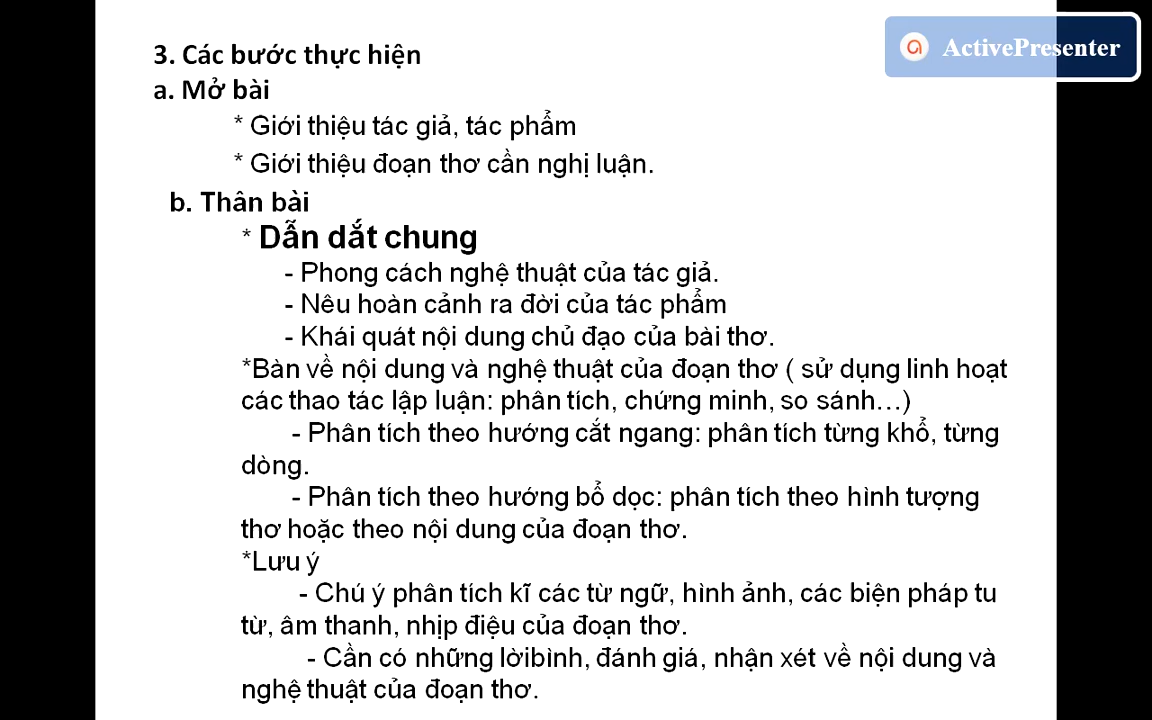 ActivePresenter
3. Các bước thực hiện
a. Mở bài
* Giới thiệu tác giả, tác phẩm
* Giới thiệu đoạn thơ cần nghị luận.
b. Thân bài
* Dẫn dắt chung
- Phong cách nghệ thuật của tác giả.
- Nêu hoàn cảnh ra đời của tác phẩm
- Khái quát nội dung chủ đạo của bài thơ.
*Bàn về nội dung và nghệ thuật của đoạn thơ ( sử dụng linh hoạt
các thao tác lập luận: phân tích, chứng minh, so sánh…)
- Phân tích theo hướng cắt ngang: phân tích từng khổ, từng
dòng.
- Phân tích theo hướng bổ dọc: phân tích theo hình tượng
thơ hoặc theo nội dung của đoạn thơ.
*Lưu ý
- Chú ý phân tích kĩ các từ ngữ, hình ảnh, các biện pháp tu
từ, âm thanh, nhịp điệu của đoạn thơ.
- Cần có những lờibình, đánh giá, nhận xét về nội dung và
nghệ thuật của đoạn thơ.